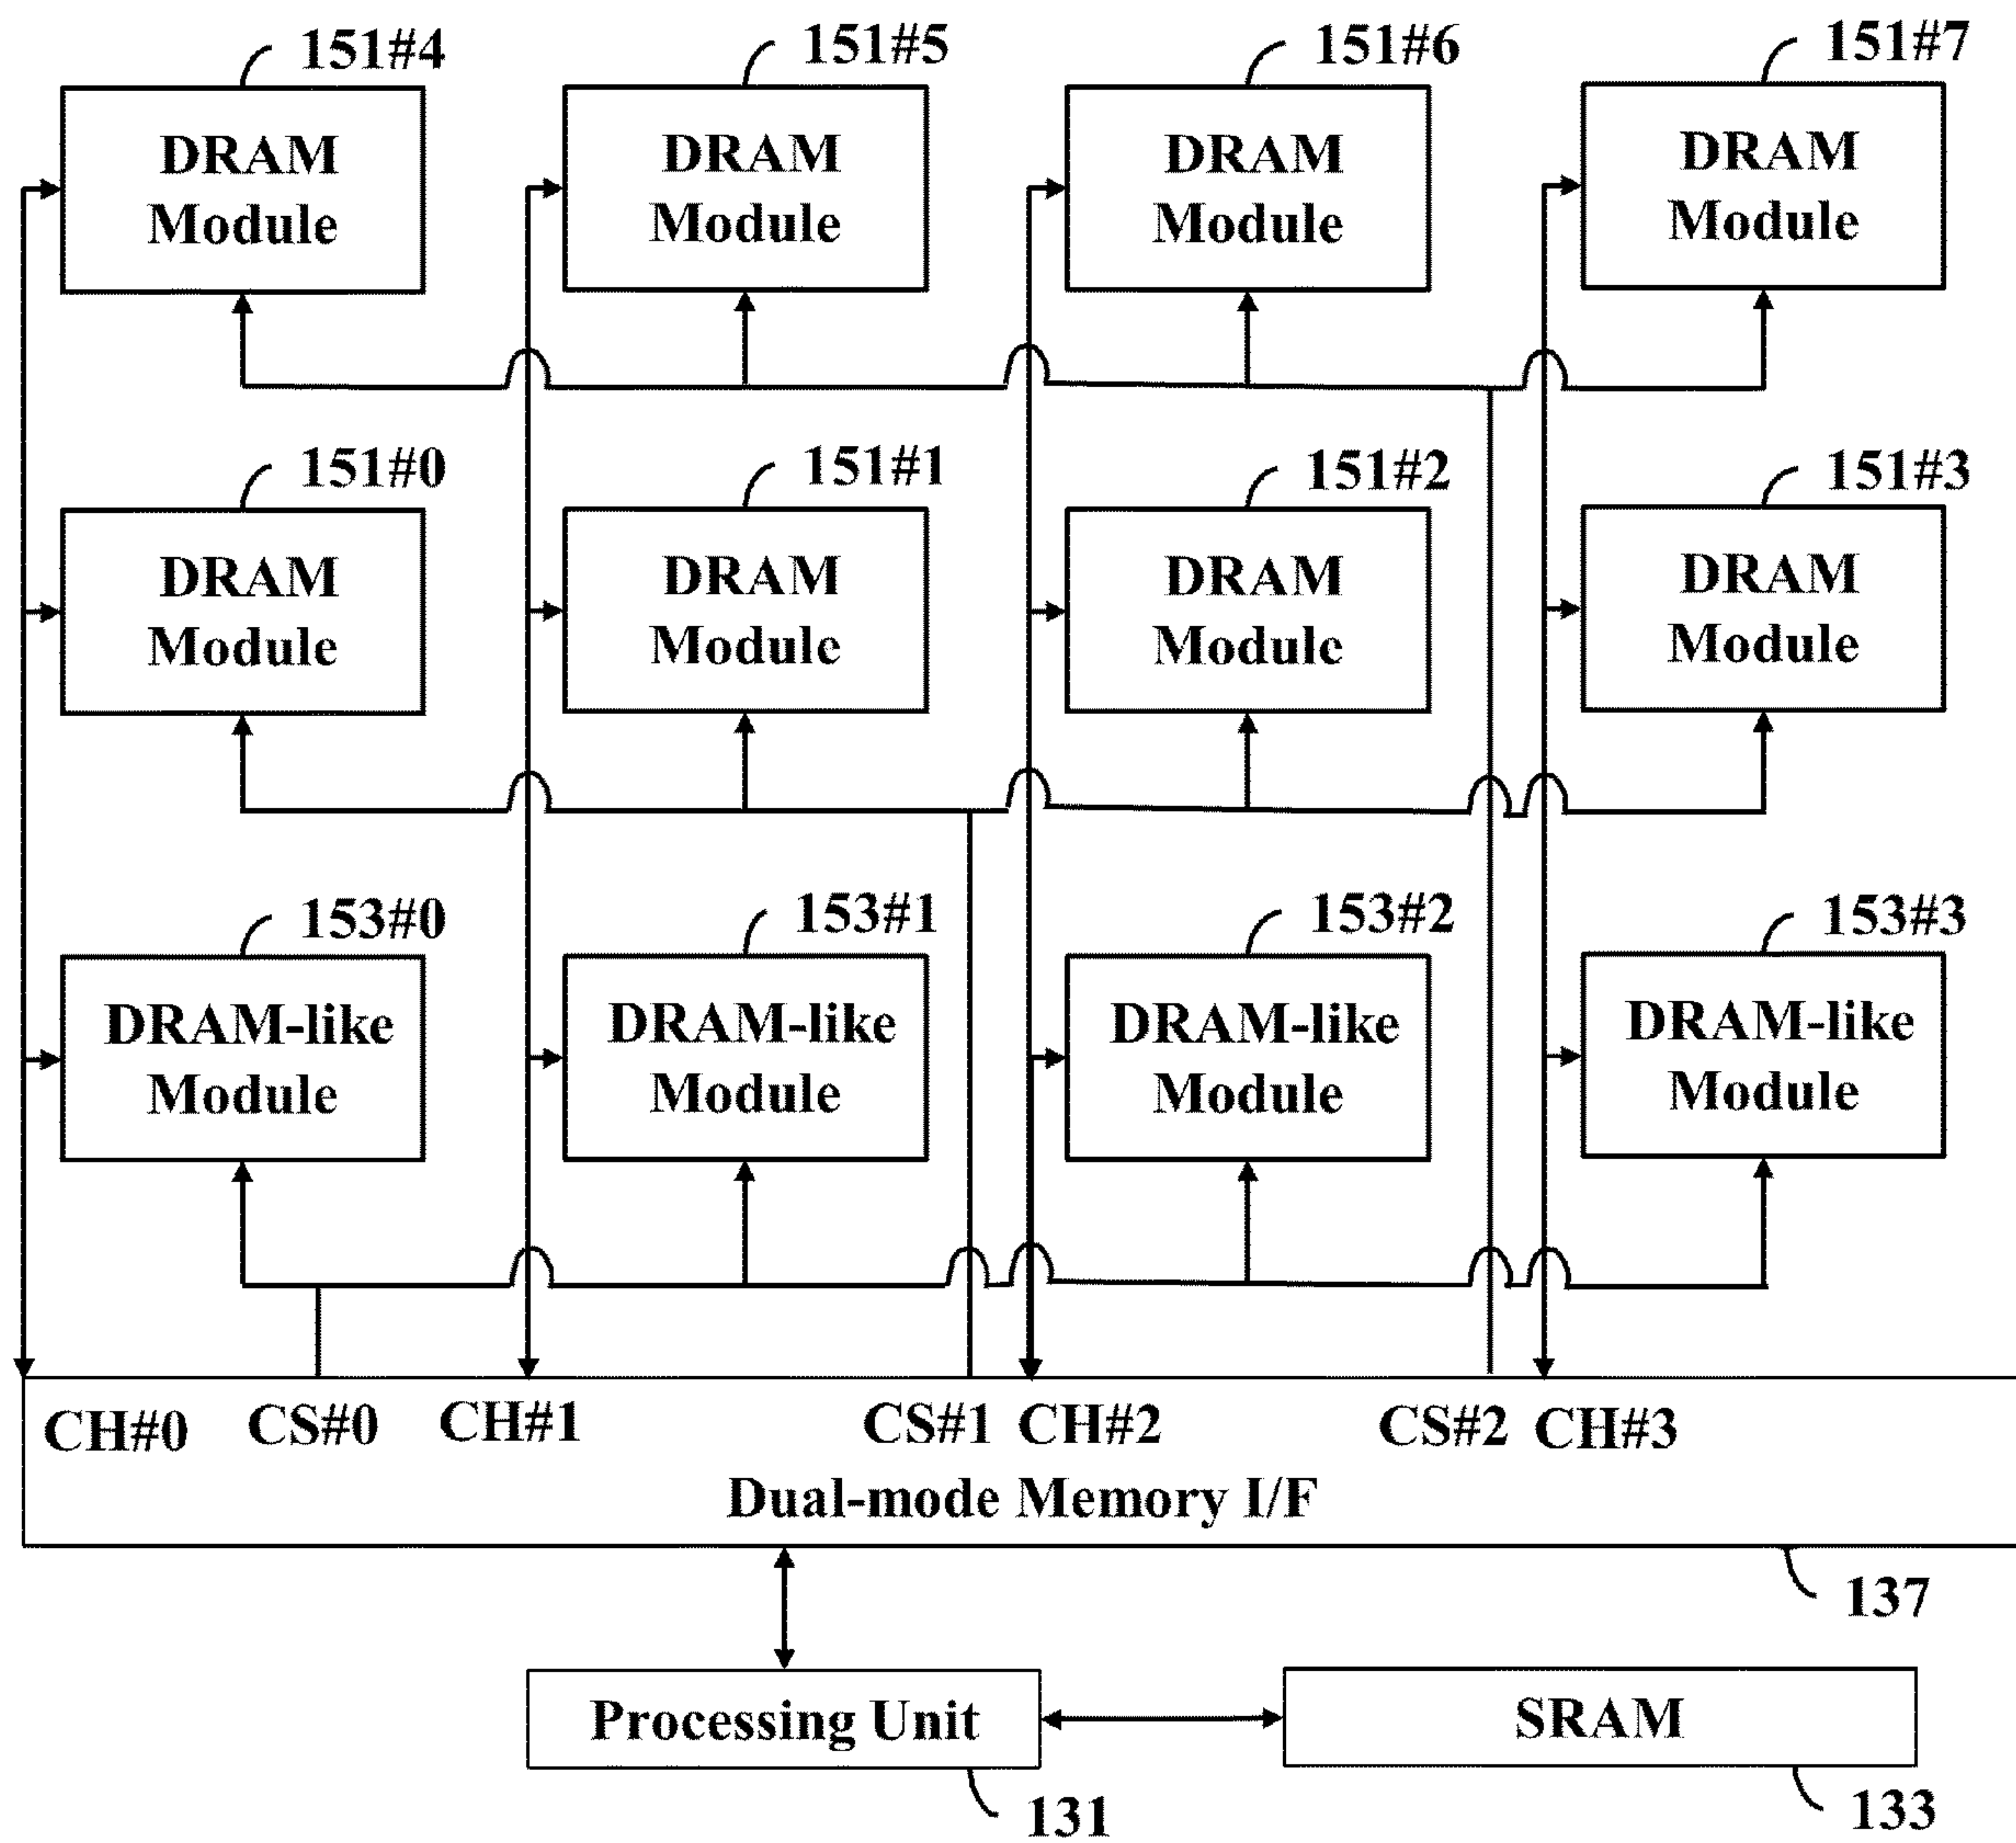 151#4 151#5 151#6 151#7
DRAM DRAM DRAM DRAM
Module Module Module Module
151#0 151#1 151#2 151#3
DRAM DRAM DRAM DRAM
Module Module Module Module
153#0 153#1 153#2 153#3
DRAM-like DRAM-like DRAM-like DRAM-like
Module Module Module Module
CH#0 CS#0 CH#1 CS#1 CH#2 CS#2 CH#3
Dual-mode Memory I/F
137
Processing Unit SRAM
131 133